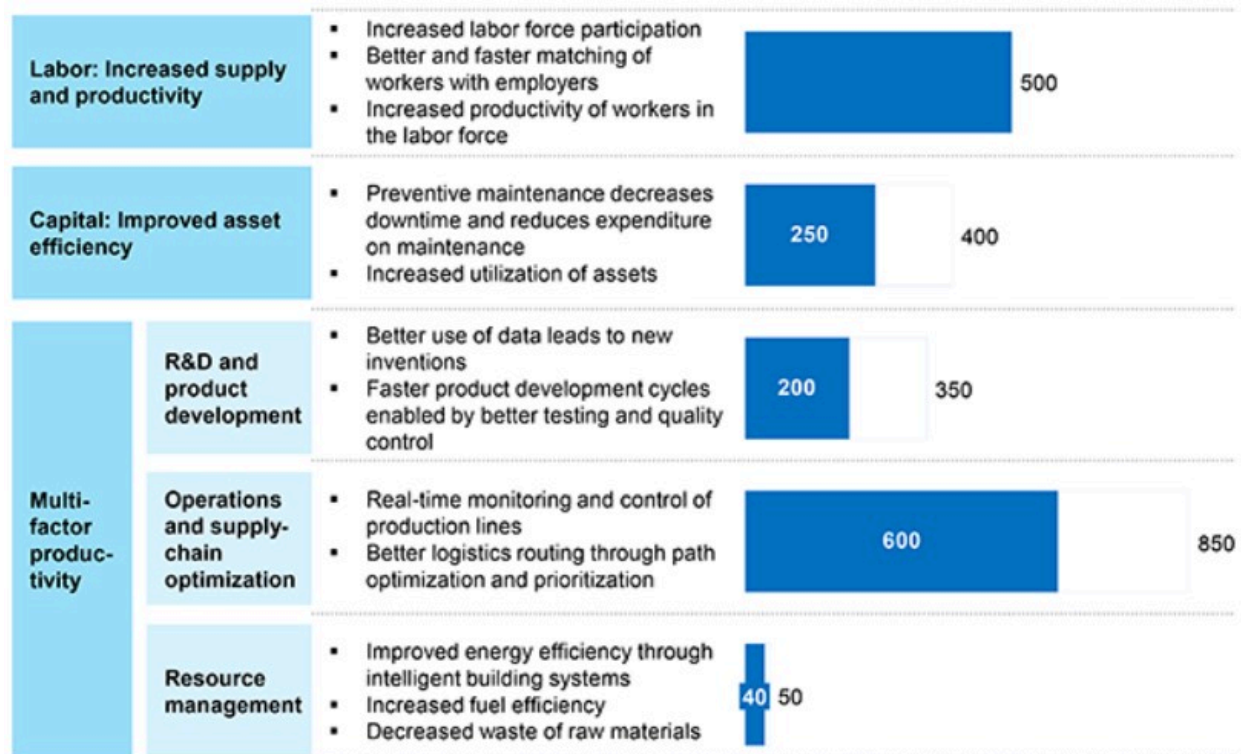 Labor: Increased supply
and productivity
▪ Increased labor force participation
▪ Better and faster matching of
workers with employers
▪ Increased productivity of workers in
the labor force
500
Capital: Improved asset
efficiency
▪ Preventive maintenance decreases
downtime and reduces expenditure
on maintenance
▪ Increased utilization of assets
250
400
Multi-
factor
produc-
tivity
R&D and
product
development
▪ Better use of data leads to new
inventions
▪ Faster product development cycles
enabled by better testing and quality
control
200
350
Operations
and supply-
chain
optimization
▪ Real-time monitoring and control of
production lines
▪ Better logistics routing through path
optimization and prioritization
600
850
Resource
management
▪ Improved energy efficiency through
intelligent building systems
▪ Increased fuel efficiency
▪ Decreased waste of raw materials
40
50